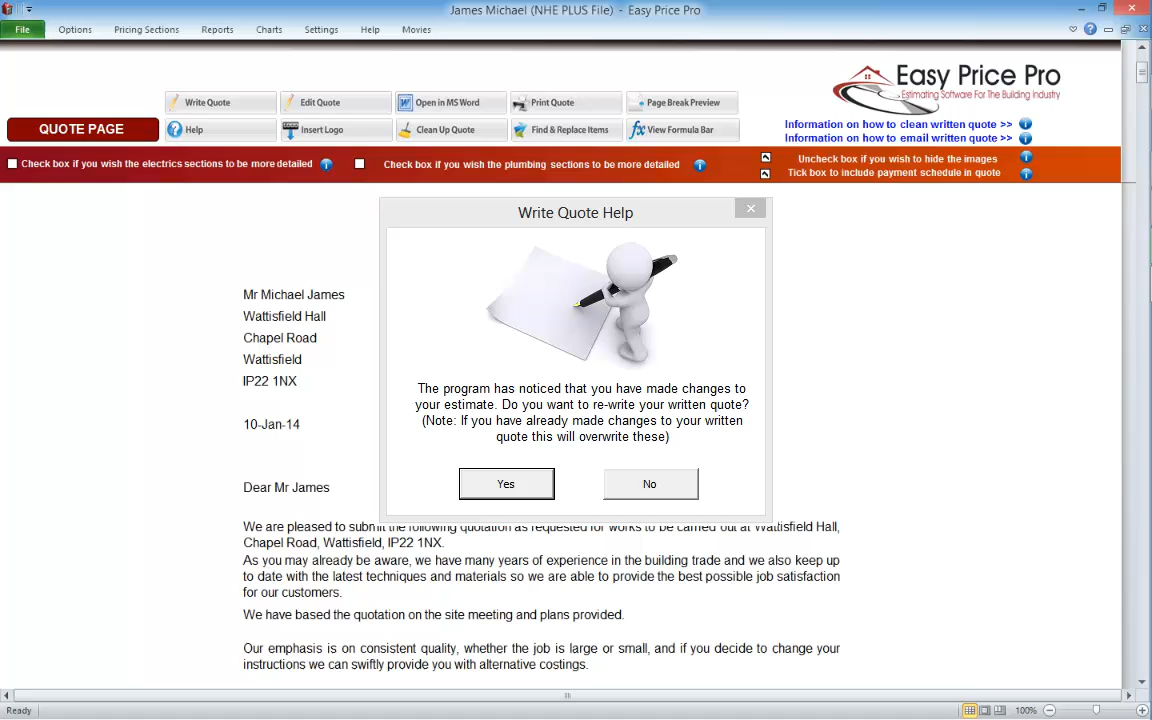 James Michael (NHE PLUS File) - Easy Price Pro
File Options Pricing Sections Reports Charts Settings Help Movies
Easy Price Pro
Estimating Software For The Building Industry
Write Quote Edit Quote Open in MS Word Print Quote Page Break Preview
QUOTE PAGE Help Insert Logo Clean Up Quote Find & Replace Items View Formula Bar
Information on how to clean written quote >>
Information on how to email written quote >>
Check box if you wish the electrics sections to be more detailed Check box if you wish the plumbing sections to be more detailed
Uncheck box if you wish to hide the images
Tick box to include payment schedule in quote
Write Quote Help
The program has noticed that you have made changes to
your estimate. Do you want to re-write your written quote?
(Note: If you have already made changes to your written
quote this will overwrite these)
Yes No
Mr Michael James
Wattisfield Hall
Chapel Road
Wattisfield
IP22 1NX
10-Jan-14
Dear Mr James
We are pleased to submit the following quotation as requested for works to be carried out at Wattisfield Hall,
Chapel Road, Wattisfield, IP22 1NX.
As you may already be aware, we have many years of experience in the building trade and we also keep up
to date with the latest techniques and materials so we are able to provide the best possible job satisfaction
for our customers.
We have based the quotation on the site meeting and plans provided.
Our emphasis is on consistent quality, whether the job is large or small, and if you decide to change your
instructions we can swiftly provide you with alternative costings.
Ready 100%